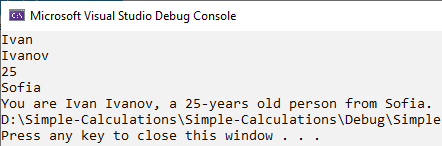 Microsoft Visual Studio Debug Console
Ivan
Ivanov
25
Sofia
You are Ivan Ivanov, a 25-years old person from Sofia.
D:\Simple-Calculations\Simple-Calculations\Debug\Simple
Press any key to close this window . . .